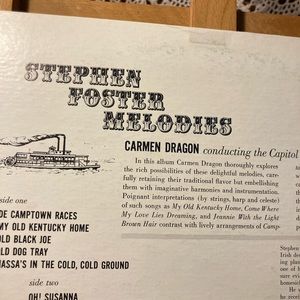 STEPHEN
FOSTER
MELODIES
CARMEN DRAGON conducting the Capitol
In this album Carmen Dragon thoroughly explores
the rich possibilities of these delightful melodies, care-
fully retaining their traditional flavor but embellishing
them with imaginative harmonies and instrumentation.
Poignant interpretations (by strings, harp and celeste)
of such songs as My Old Kentucky Home, Come Where
My Love Lies Dreaming, and Jeannie With the Light
Brown Hair contrast with lively arrangements of Camp-
side one
DE CAMPTOWN RACES
MY OLD KENTUCKY HOME
OLD BLACK JOE
OLD DOG TRAY
MASSA'S IN THE COLD, COLD GROUND
side two
OH! SUSANNA
Stephen
Irish de